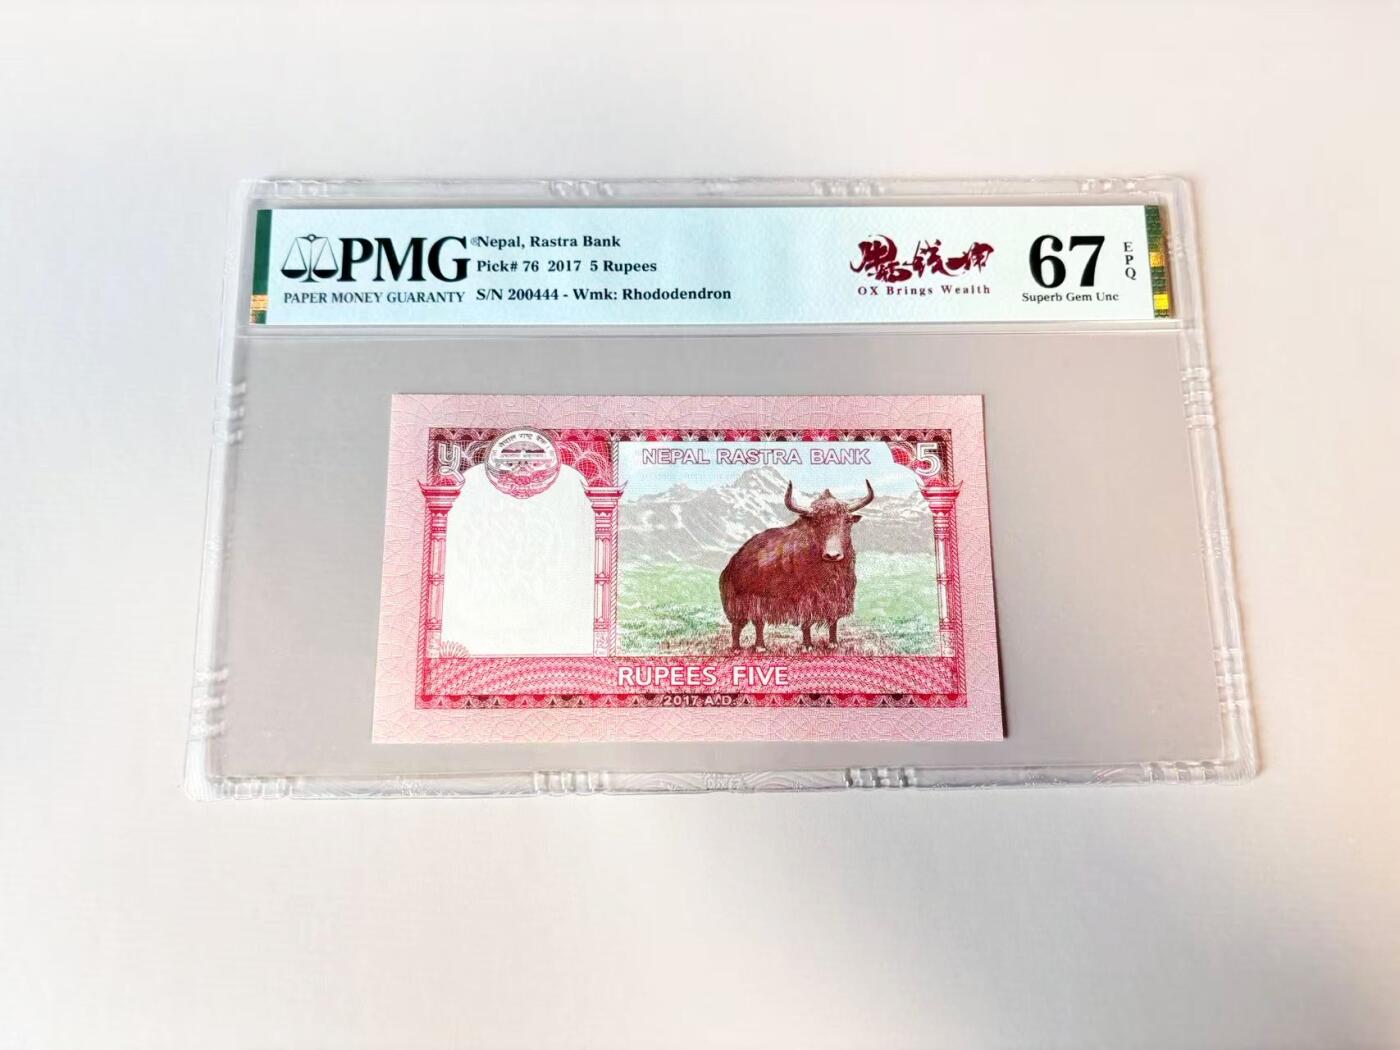 PMG®
PAPER MONEY GUARANTY
Nepal, Rastra Bank
Pick# 76 2017 5 Rupees
S/N 200444 - Wmk: Rhododendron
OX Brings Wealth
67
EPQ
Superb Gem Unc
५
NEPAL RASTRA BANK
5
RUPEES FIVE
2017 A.D.